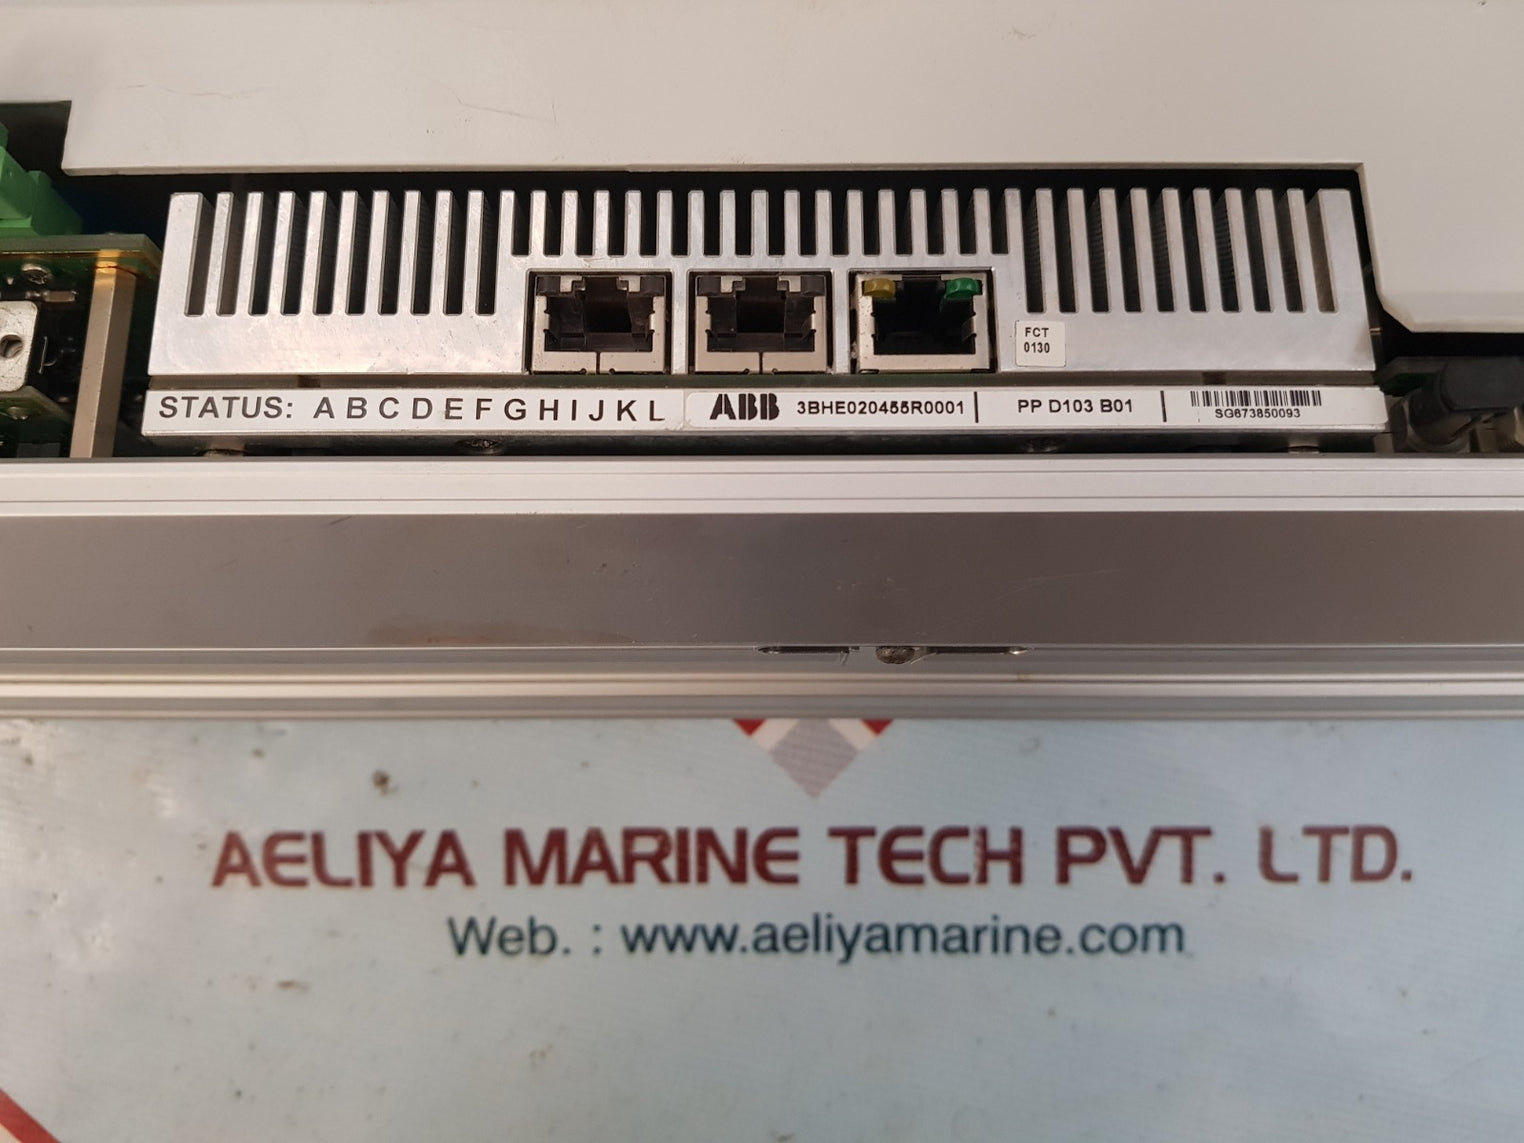 FCT
0130
STATUS: A B C D E F G H I J K L ABB 3BHE020455R0001 PP D103 B01
SG673850093
AELIYA MARINE TECH PVT. LTD.
Web. : www.aeliyamarine.com